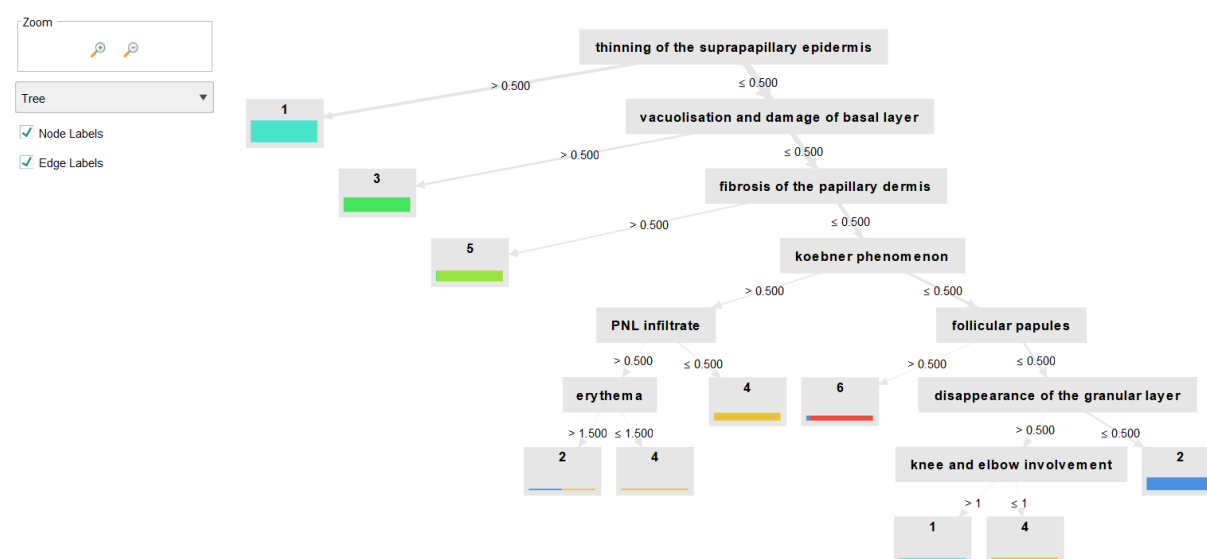 Zoom
Tree
Node Labels
Edge Labels
thinning of the suprapapillary epidermis
> 0.500
≤ 0.500
1
vacuolisation and damage of basal layer
> 0.500
≤ 0.500
3
fibrosis of the papillary dermis
> 0.500
≤ 0.500
5
koebner phenomenon
> 0.500
≤ 0.500
PNL infiltrate
follicular papules
> 0.500
≤ 0.500
> 0.500
≤ 0.500
erythema
4
6
disappearance of the granular layer
> 1.500
≤ 1.500
> 0.500
≤ 0.500
2
4
knee and elbow involvement
2
> 1
≤ 1
1
4